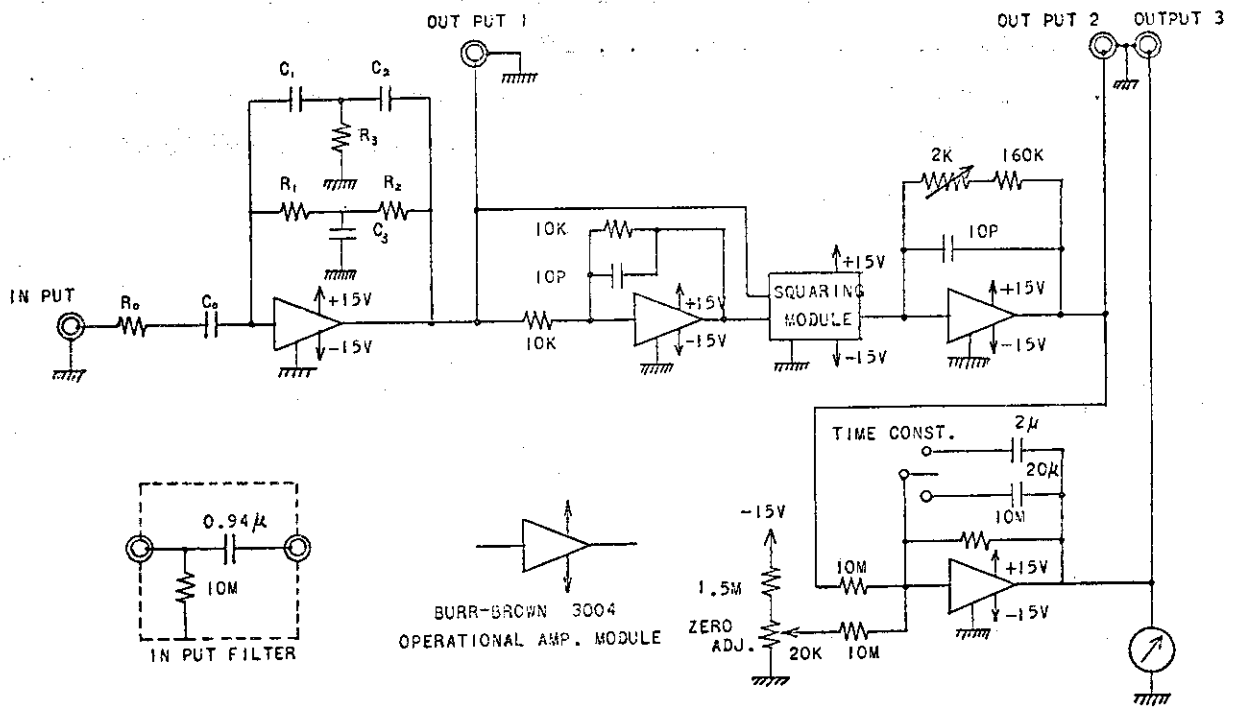 OUT PUT 1
OUT PUT 2
OUTPUT 3
C₁
C₂
R₃
R₁
R₂
C₃
2K
160K
10P
10K
10P
+15V
IN PUT
R₀
C₀
+15V
-15V
10K
+15V
-15V
SQUARING
MODULE
-15V
+15V
-15V
TIME CONST.
2μ
20μ
10M
-15V
0.94μ
10M
1.5M
10M
+15V
-15V
ZERO
ADJ.
20K
10M
IN PUT FILTER
BURR-BROWN 3004
OPERATIONAL AMP. MODULE